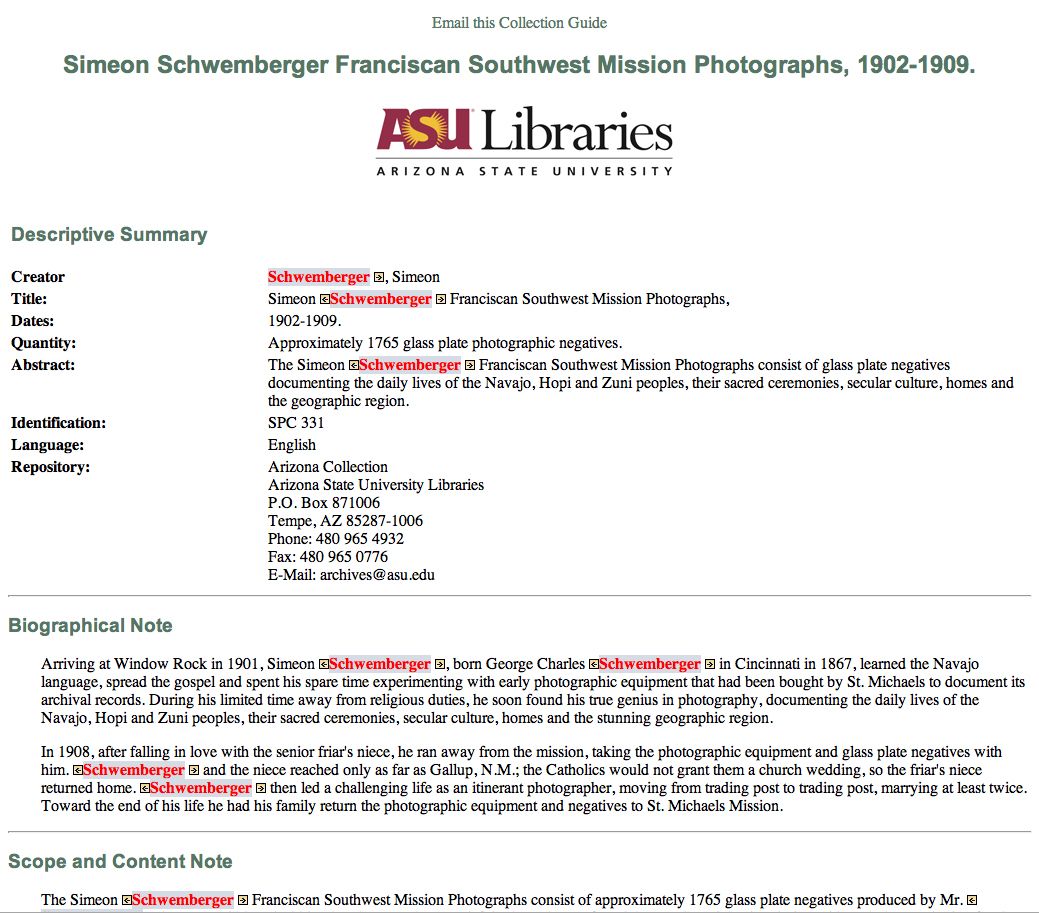 Email this Collection Guide
Simeon Schwemberger Franciscan Southwest Mission Photographs, 1902-1909.
ASU Libraries
ARIZONA STATE UNIVERSITY
Descriptive Summary
Creator Schwemberger, Simeon
Title: Simeon Schwemberger Franciscan Southwest Mission Photographs,
Dates: 1902-1909.
Quantity: Approximately 1765 glass plate photographic negatives.
Abstract: The Simeon Schwemberger Franciscan Southwest Mission Photographs consist of glass plate negatives
documenting the daily lives of the Navajo, Hopi and Zuni peoples, their sacred ceremonies, secular culture, homes and
the geographic region.
Identification: SPC 331
Language: English
Repository: Arizona Collection
Arizona State University Libraries
P.O. Box 871006
Tempe, AZ 85287-1006
Phone: 480 965 4932
Fax: 480 965 0776
E-Mail: archives@asu.edu
Biographical Note
Arriving at Window Rock in 1901, Simeon Schwemberger, born George Charles Schwemberger in Cincinnati in 1867, learned the Navajo
language, spread the gospel and spent his spare time experimenting with early photographic equipment that had been bought by St. Michaels to document its
archival records. During his limited time away from religious duties, he soon found his true genius in photography, documenting the daily lives of the
Navajo, Hopi and Zuni peoples, their sacred ceremonies, secular culture, homes and the stunning geographic region.
In 1908, after falling in love with the senior friar's niece, he ran away from the mission, taking the photographic equipment and glass plate negatives with
him. Schwemberger and the niece reached only as far as Gallup, N.M.; the Catholics would not grant them a church wedding, so the friar's niece
returned home. Schwemberger then led a challenging life as an itinerant photographer, moving from trading post to trading post, marrying at least twice.
Toward the end of his life he had his family return the photographic equipment and negatives to St. Michaels Mission.
Scope and Content Note
The Simeon Schwemberger Franciscan Southwest Mission Photographs consist of approximately 1765 glass plate negatives produced by Mr.